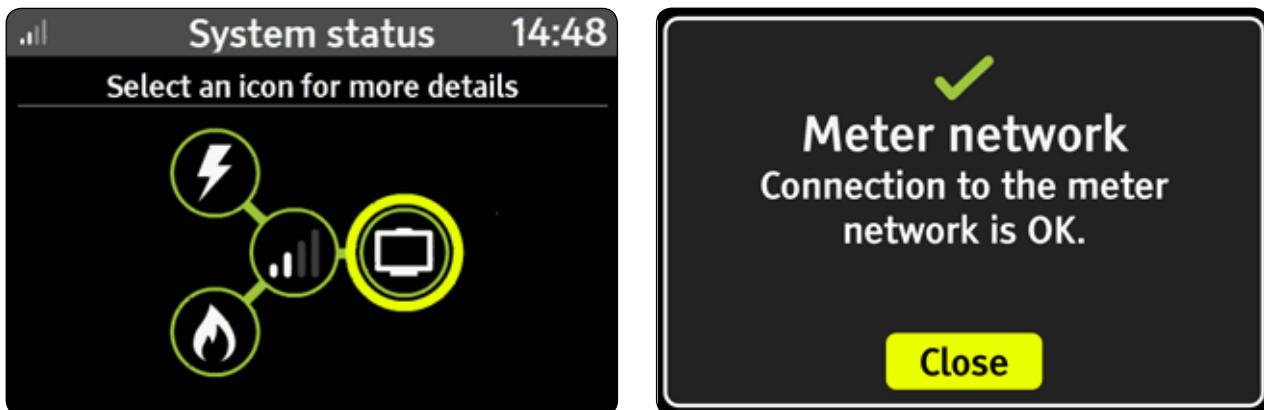 System status 14:48
Select an icon for more details
Meter network
Connection to the meter
network is OK.
Close